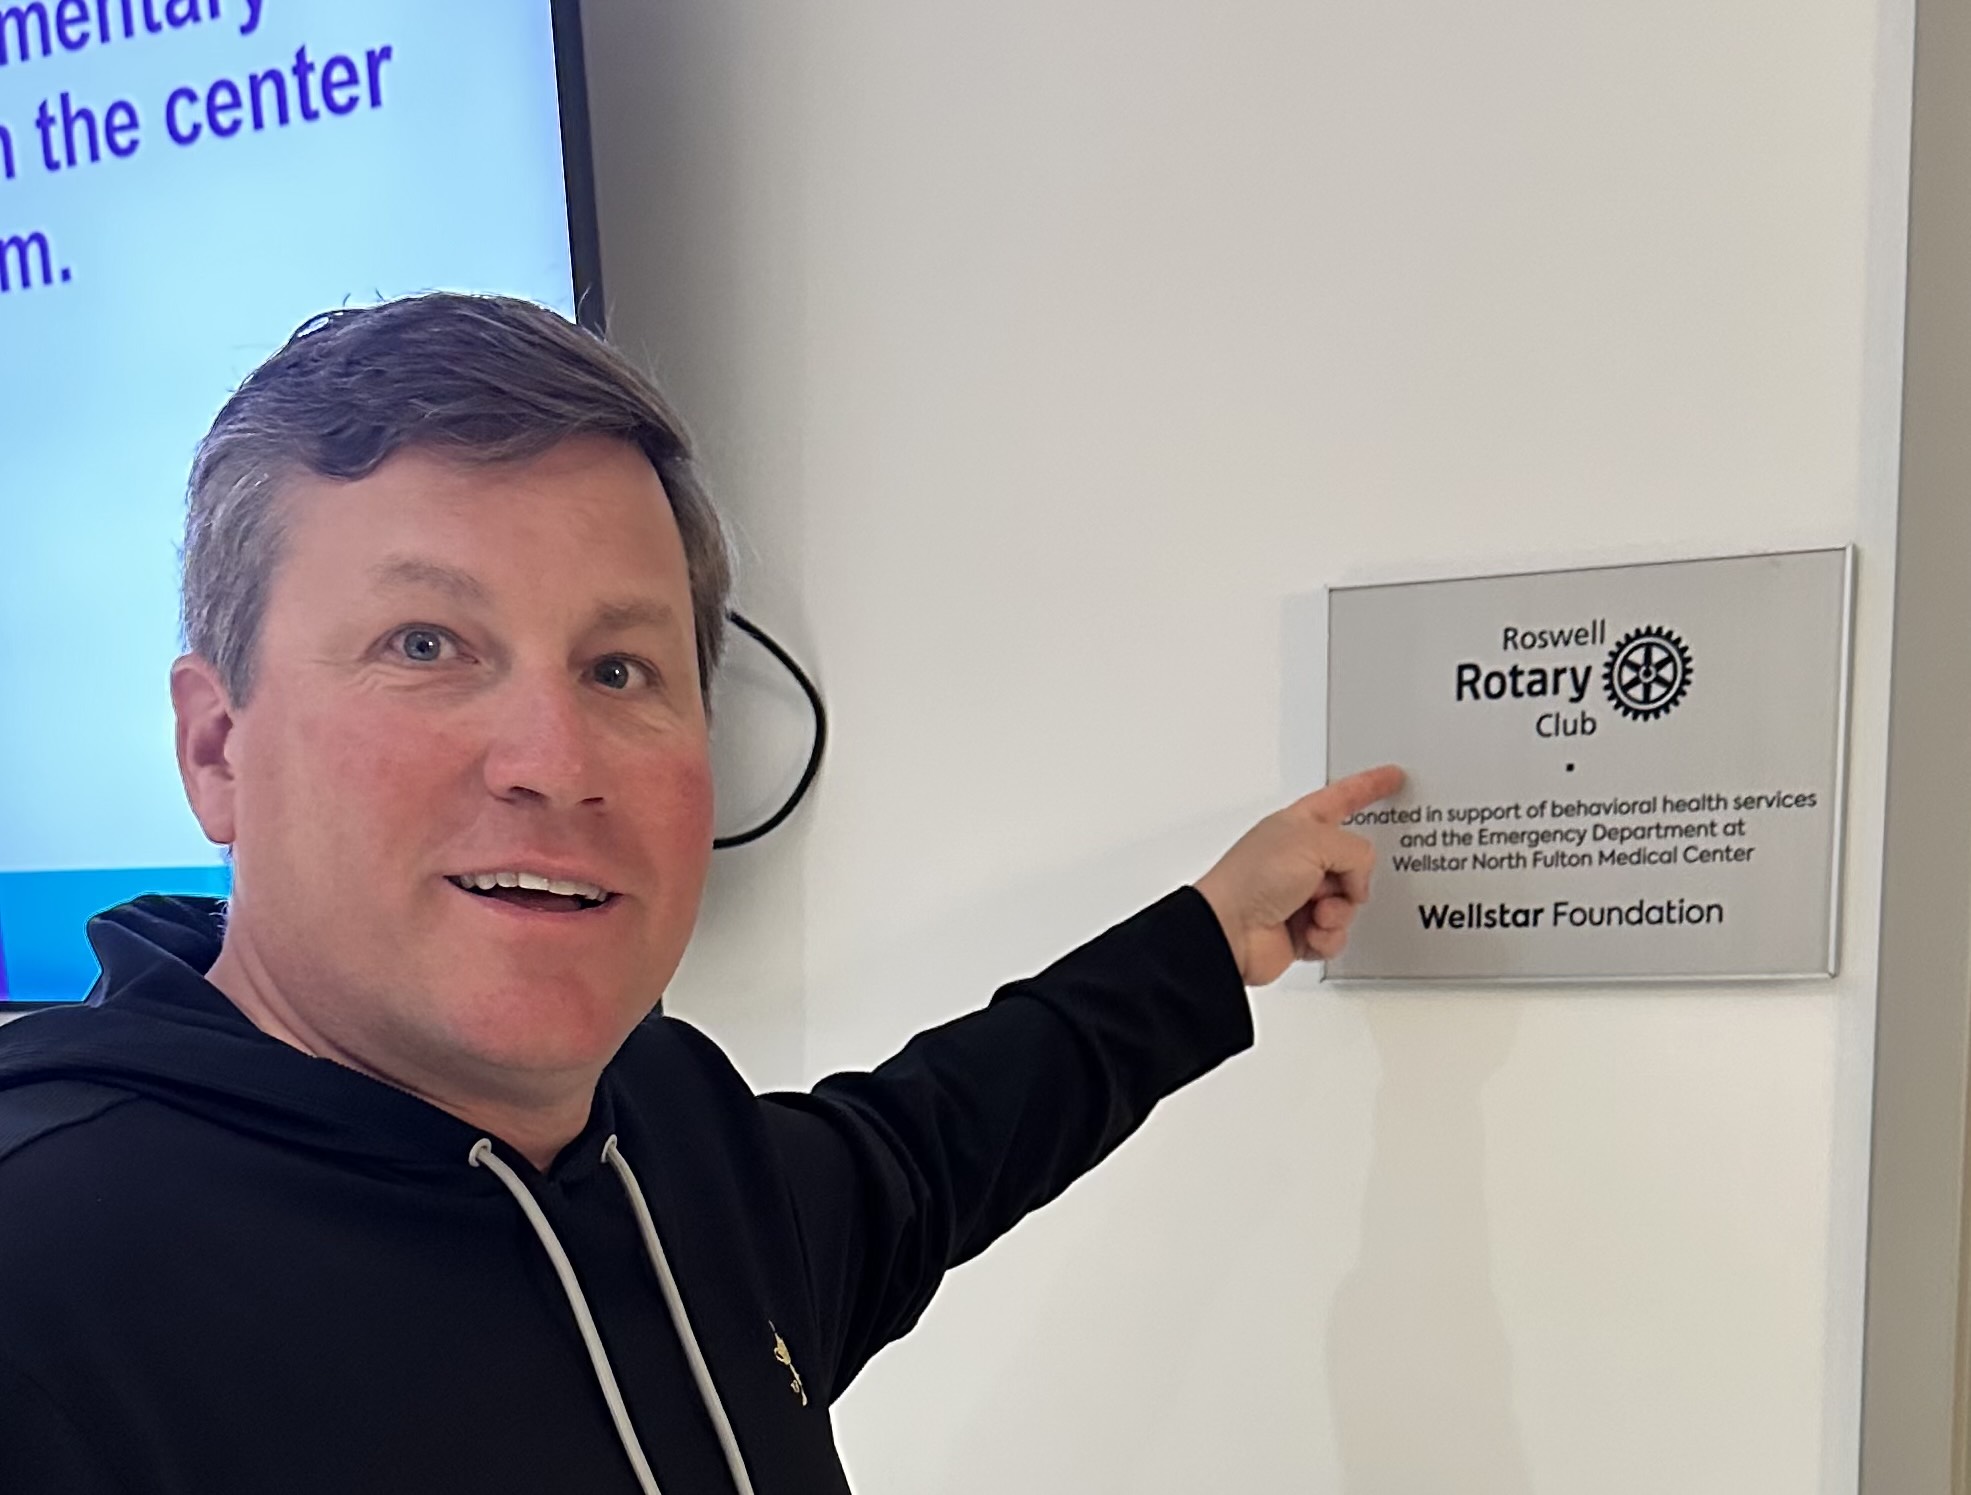 the center
m.
Roswell
Rotary
Club
Donated in support of behavioral health services
and the Emergency Department at
Wellstar North Fulton Medical Center
Wellstar Foundation